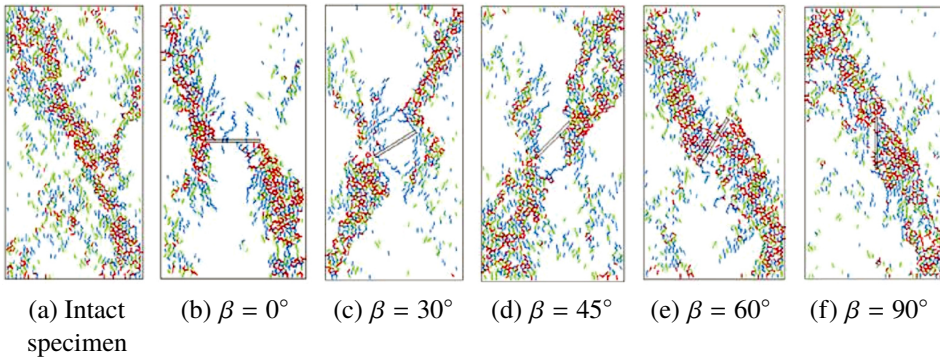 (a) Intact specimen
(b) β = 0°
(c) β = 30°
(d) β = 45°
(e) β = 60°
(f) β = 90°